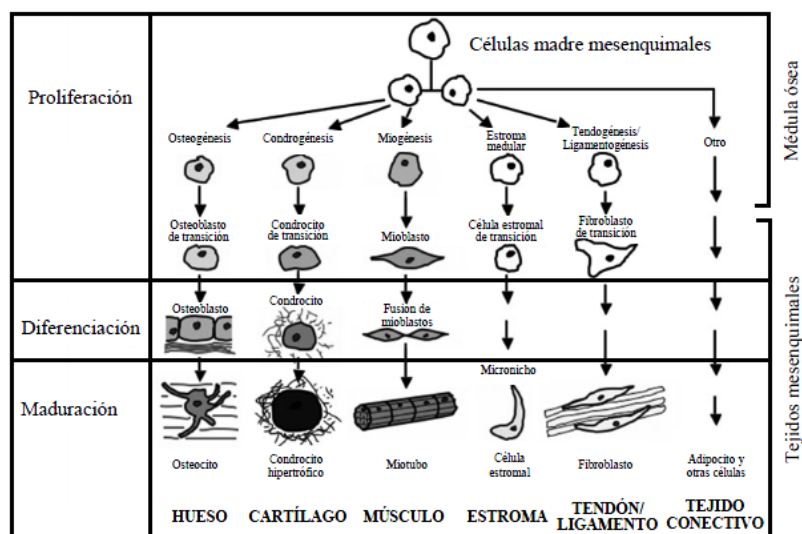 Células madre mesenquimales
Proliferación
Médula ósea
Osteogénesis
Condrogénesis
Miogénesis
Estroma
medular
Tendogénesis/
Ligamentogénesis
Otro
Osteoblasto
de transición
Condrocito
de transición
Mioblasto
Célula estromal
de transición
Fibroblasto
de transición
Tejidos mesenquimales
Diferenciación
Osteoblasto
Condrocito
Fusión de
mioblastos
Maduración
Micronicho
Osteocito
Condrocito
hipertrófico
Miotubo
Célula
estromal
Fibroblasto
Adipocito y
otras células
HUESO
CARTÍLAGO
MÚSCULO
ESTROMA
TENDÓN/
LIGAMENTO
TEJIDO
CONECTIVO